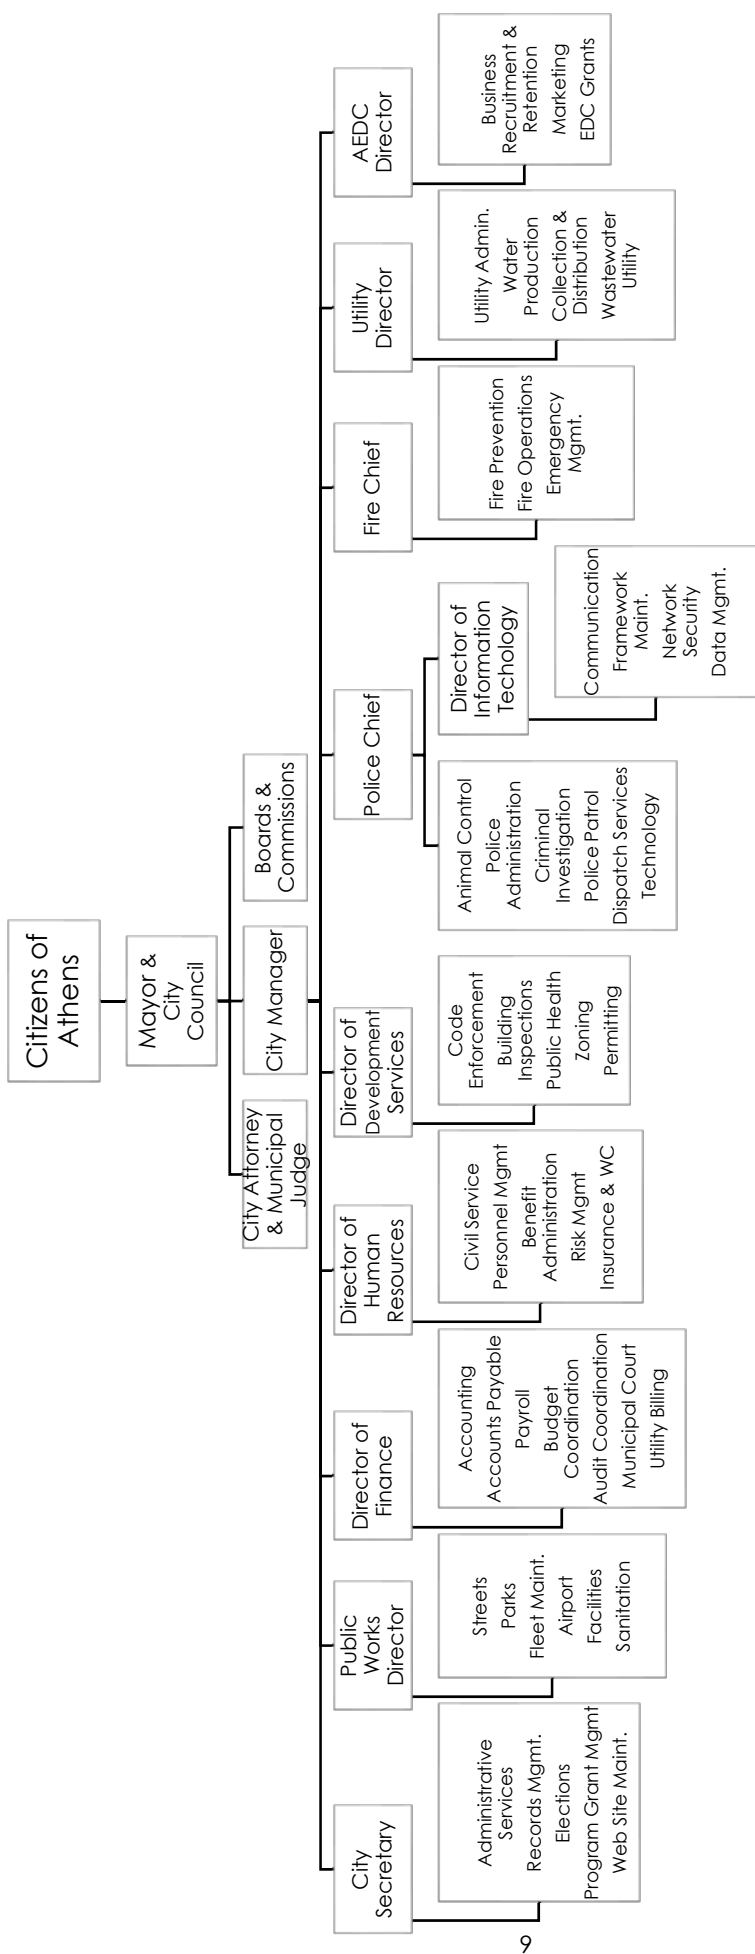 Citizens of
Athens
Mayor &
City
Council
City Attorney
& Municipal
Judge
City Manager
Boards &
Commissions
City
Secretary
Administrative
Services
Records Mgmt.
Elections
Program Grant Mgmt
Web Site Maint.
Public
Works
Director
Streets
Parks
Fleet Maint.
Airport
Facilities
Sanitation
Director of
Finance
Accounting
Accounts Payable
Payroll
Budget
Coordination
Audit Coordination
Municipal Court
Utility Billing
Director of
Human
Resources
Civil Service
Personnel Mgmt
Benefit
Administration
Risk Mgmt
Insurance & WC
Director of
Development
Services
Code
Enforcement
Building
Inspections
Public Health
Zoning
Permitting
Police Chief
Animal Control
Police
Administration
Criminal
Investigation
Police Patrol
Dispatch Services
Technology
Director of
Information
Techology
Communication
Framework
Maint.
Network
Security
Data Mgmt.
Fire Chief
Fire Prevention
Fire Operations
Emergency
Mgmt.
Utility
Director
Utility Admin.
Water
Production
Collection &
Distribution
Wastewater
Utility
AEDC
Director
Business
Recruitment &
Retention
Marketing
EDC Grants
9